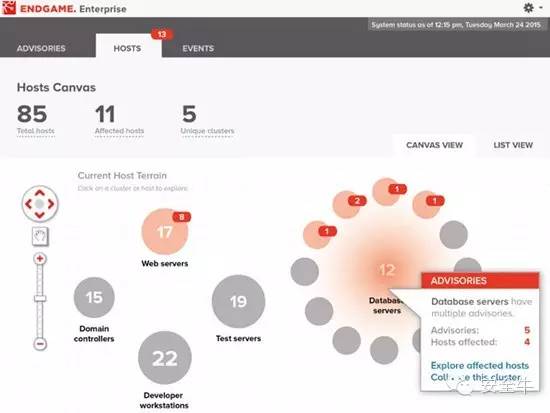 ENDGAME. Enterprise
System status as of 12:15 pm, Tuesday March 24 2015.
ADVISORIES
HOSTS
13
EVENTS
Hosts Canvas
85
Total hosts
11
Affected hosts
5
Unique clusters
CANVAS VIEW
LIST VIEW
Current Host Terrain
Click on a cluster or host to explore.
17
8
Web servers
15
Domain
controllers
19
Test servers
22
Developer
workstations
1
2
1
1
12
Database
servers
ADVISORIES
Database servers have
multiple advisories.
Advisories: 5
Hosts affected: 4
Explore affected hosts
this cluster
安全牛